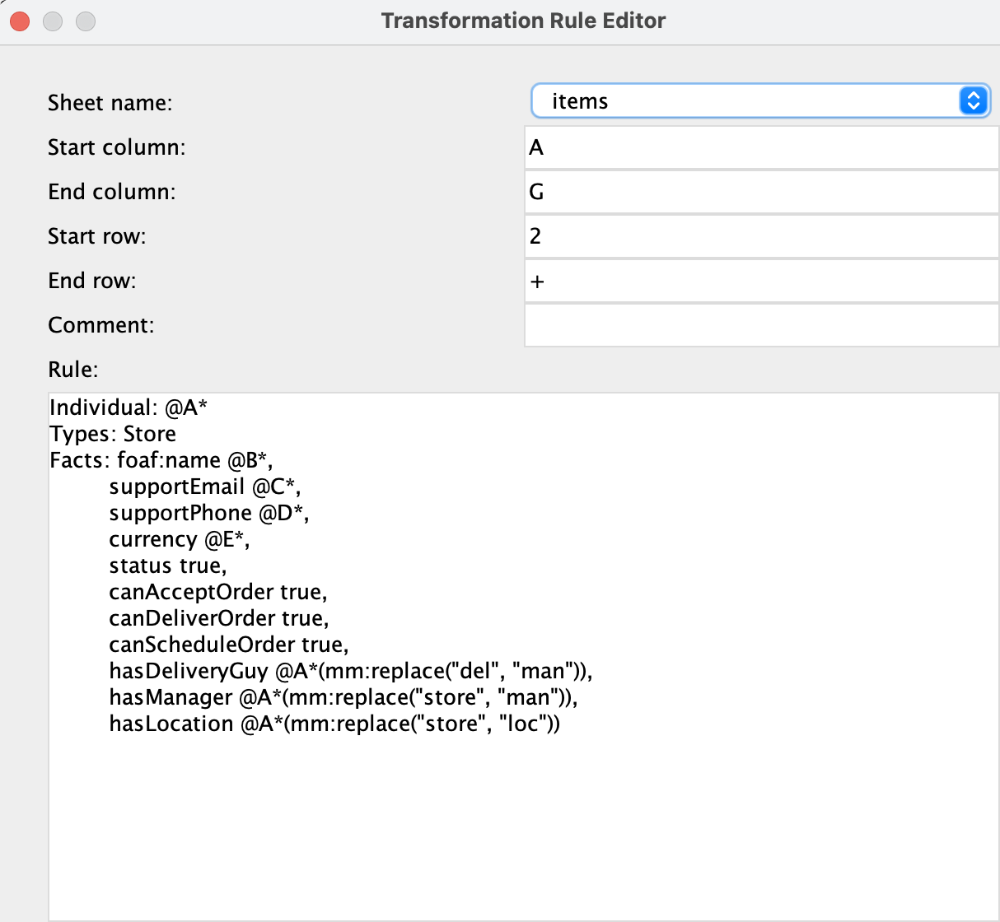 Transformation Rule Editor
Sheet name: items
Start column: A
End column: G
Start row: 2
End row: +
Comment:
Rule:
Individual: @A*
Types: Store
Facts: foaf:name @B*,
supportEmail @C*,
supportPhone @D*,
currency @E*,
status true,
canAcceptOrder true,
canDeliverOrder true,
canScheduleOrder true,
hasDeliveryGuy @A*(mm:replace("del", "man")),
hasManager @A*(mm:replace("store", "man")),
hasLocation @A*(mm:replace("store", "loc"))